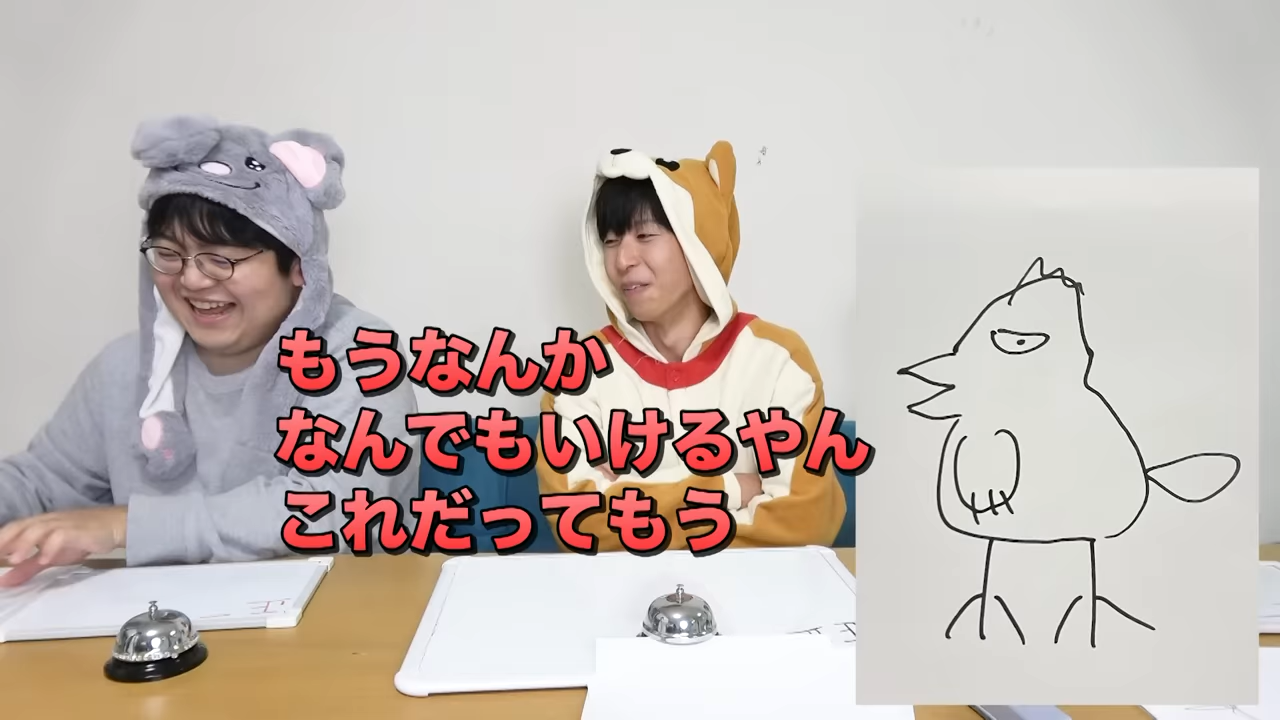 もうなんか
なんでもいけるやん
これだってもう